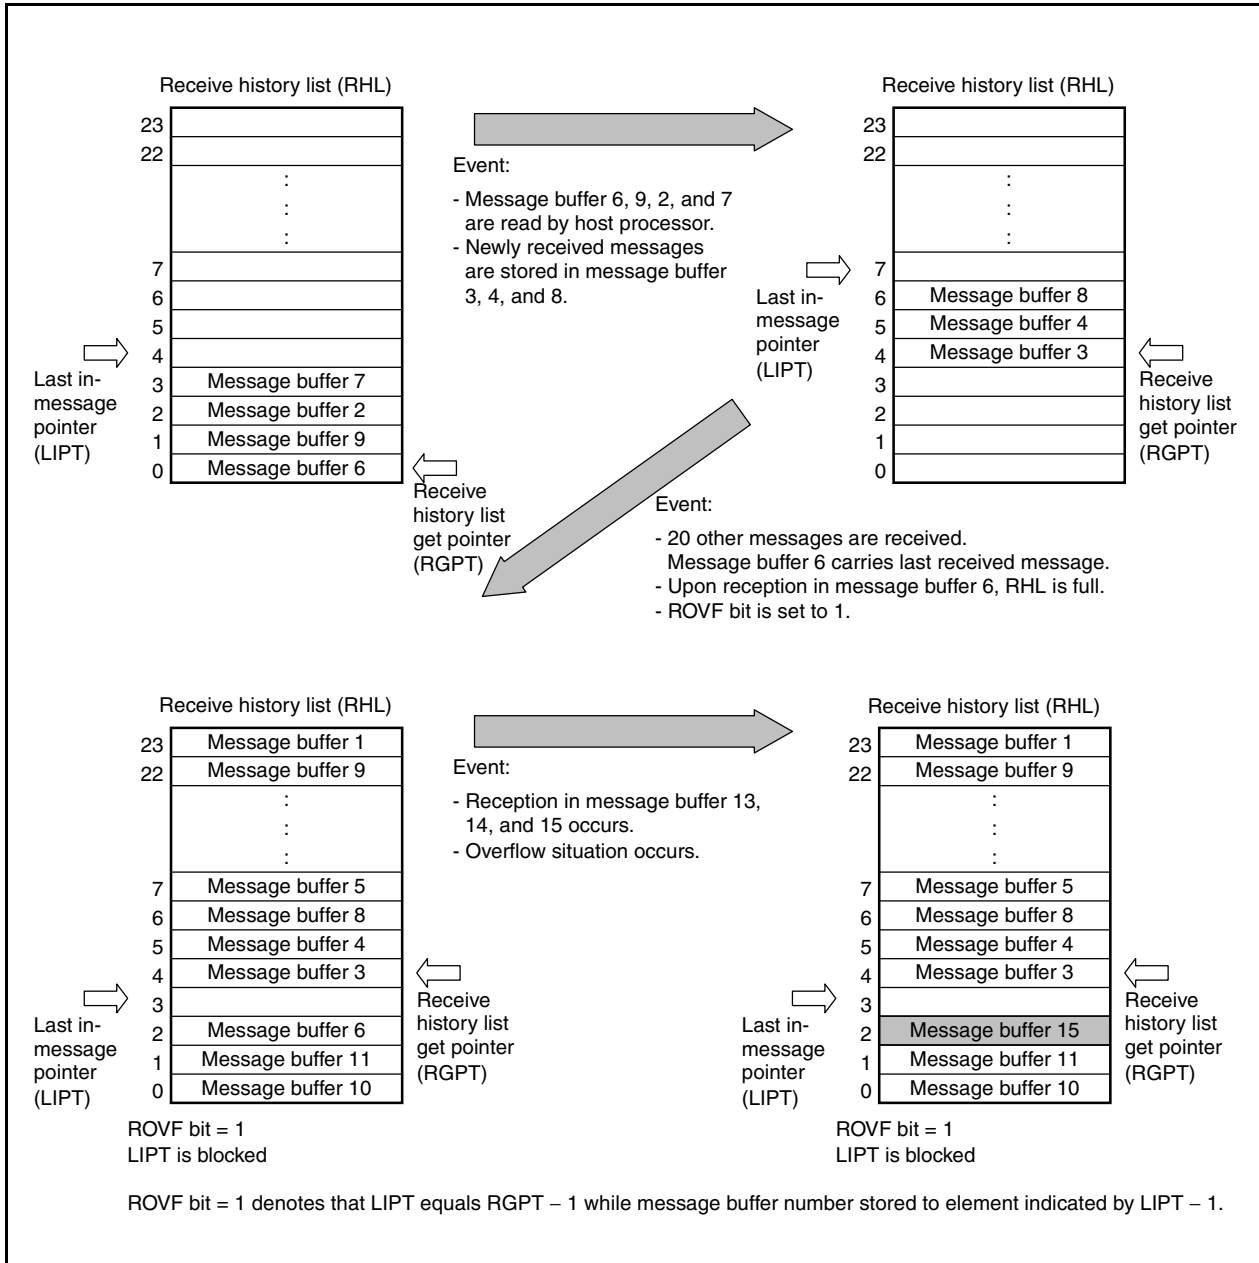 Receive history list (RHL)
23
22
:
:
:
7
6
5
4
3 Message buffer 7
2 Message buffer 2
1 Message buffer 9
0 Message buffer 6
Last in-
message
pointer
(LIPT)
Receive
history list
get pointer
(RGPT)
Event:
- Message buffer 6, 9, 2, and 7
are read by host processor.
- Newly received messages
are stored in message buffer
3, 4, and 8.
Receive history list (RHL)
23
22
:
:
:
7
6 Message buffer 8
5 Message buffer 4
4 Message buffer 3
3
2
1
0
Last in-
message
pointer
(LIPT)
Receive
history list
get pointer
(RGPT)
Event:
- 20 other messages are received.
Message buffer 6 carries last received message.
- Upon reception in message buffer 6, RHL is full.
- ROVF bit is set to 1.
Receive history list (RHL)
23 Message buffer 1
22 Message buffer 9
:
:
:
7 Message buffer 5
6 Message buffer 8
5 Message buffer 4
4 Message buffer 3
3
2 Message buffer 6
1 Message buffer 11
0 Message buffer 10
Last in-
message
pointer
(LIPT)
Receive
history list
get pointer
(RGPT)
ROVF bit = 1
LIPT is blocked
Event:
- Reception in message buffer 13,
14, and 15 occurs.
- Overflow situation occurs.
Receive history list (RHL)
23 Message buffer 1
22 Message buffer 9
:
:
:
7 Message buffer 5
6 Message buffer 8
5 Message buffer 4
4 Message buffer 3
3
2 Message buffer 15
1 Message buffer 11
0 Message buffer 10
Last in-
message
pointer
(LIPT)
Receive
history list
get pointer
(RGPT)
ROVF bit = 1
LIPT is blocked
ROVF bit = 1 denotes that LIPT equals RGPT − 1 while message buffer number stored to element indicated by LIPT − 1.